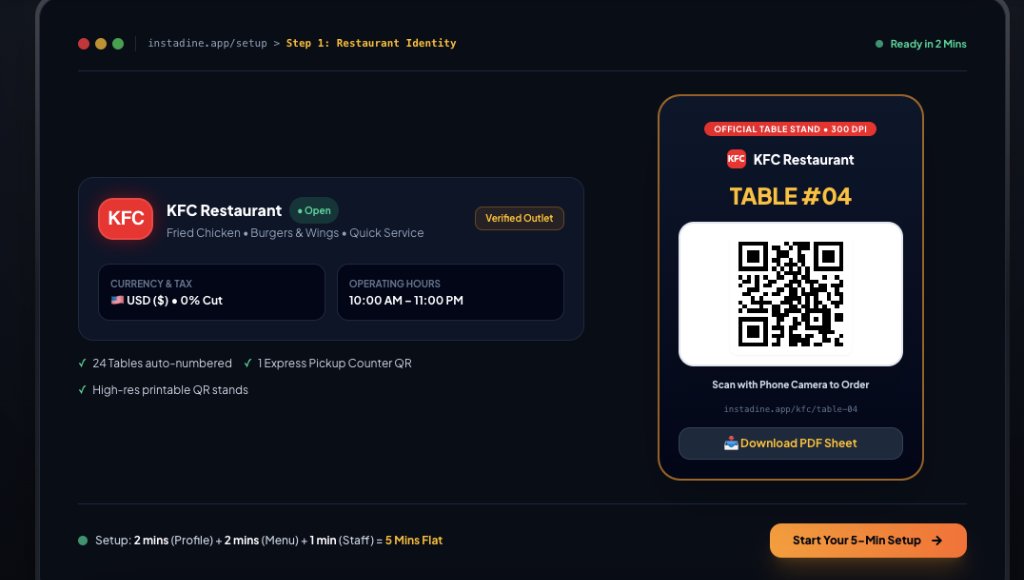 instadine.app/setup > Step 1: Restaurant Identity
Ready in 2 Mins
KFC
KFC Restaurant
• Open
Fried Chicken • Burgers & Wings • Quick Service
Verified Outlet
CURRENCY & TAX
🇺🇸 USD ($) • 0% Cut
OPERATING HOURS
10:00 AM – 11:00 PM
✓ 24 Tables auto-numbered ✓ 1 Express Pickup Counter QR
✓ High-res printable QR stands
OFFICIAL TABLE STAND • 300 DPI
KFC KFC Restaurant
TABLE #04
Scan with Phone Camera to Order
instadine.app/kfc/table-04
📥 Download PDF Sheet
Setup: 2 mins (Profile) + 2 mins (Menu) + 1 min (Staff) = 5 Mins Flat
Start Your 5-Min Setup →